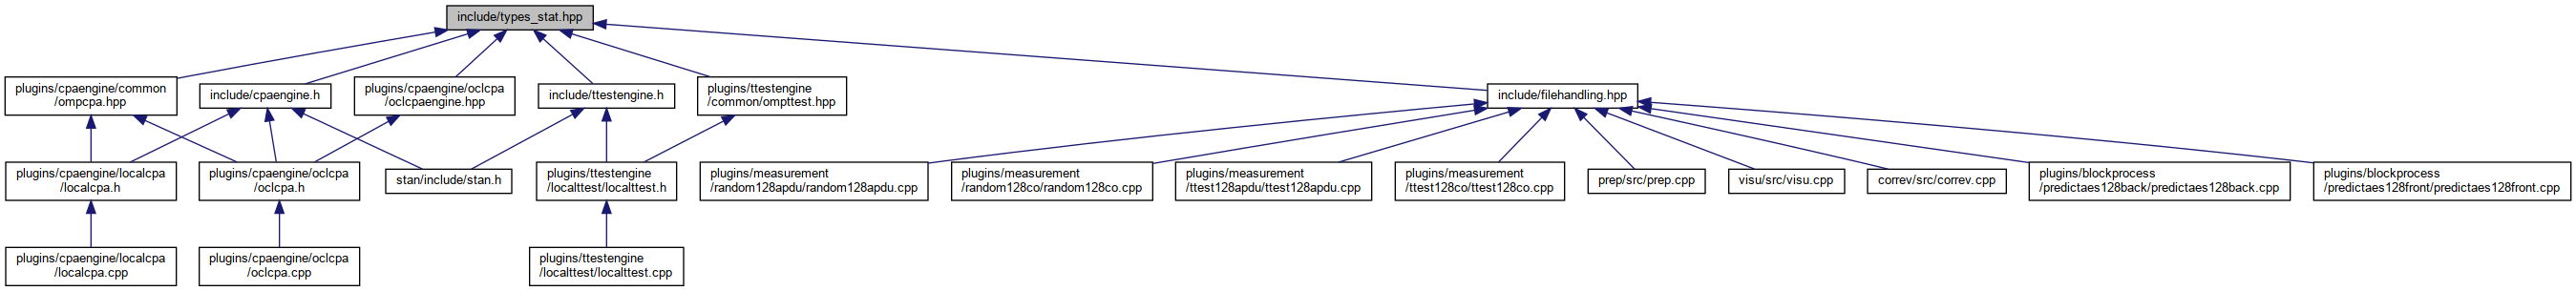 include/types_stat.hpp
plugins/cpaengine/common
/ompcpa.hpp
include/cpaengine.h
plugins/cpaengine/oclcpa
/oclcpaengine.hpp
include/ttestengine.h
plugins/ttestengine
/common/ompttest.hpp
include/filehandling.hpp
plugins/cpaengine/localcpa
/localcpa.h
plugins/cpaengine/oclcpa
/oclcpa.h
stan/include/stan.h
plugins/ttestengine
/localttest/localttest.h
plugins/measurement
/random128apdu/random128apdu.cpp
plugins/measurement
/random128co/random128co.cpp
plugins/measurement
/ttest128apdu/ttest128apdu.cpp
plugins/measurement
/ttest128co/ttest128co.cpp
prep/src/prep.cpp
visu/src/visu.cpp
correv/src/correv.cpp
plugins/blockprocess
/predictaes128back/predictaes128back.cpp
plugins/blockprocess
/predictaes128front/predictaes128front.cpp
plugins/cpaengine/localcpa
/localcpa.cpp
plugins/cpaengine/oclcpa
/oclcpa.cpp
plugins/ttestengine
/localttest/localttest.cpp